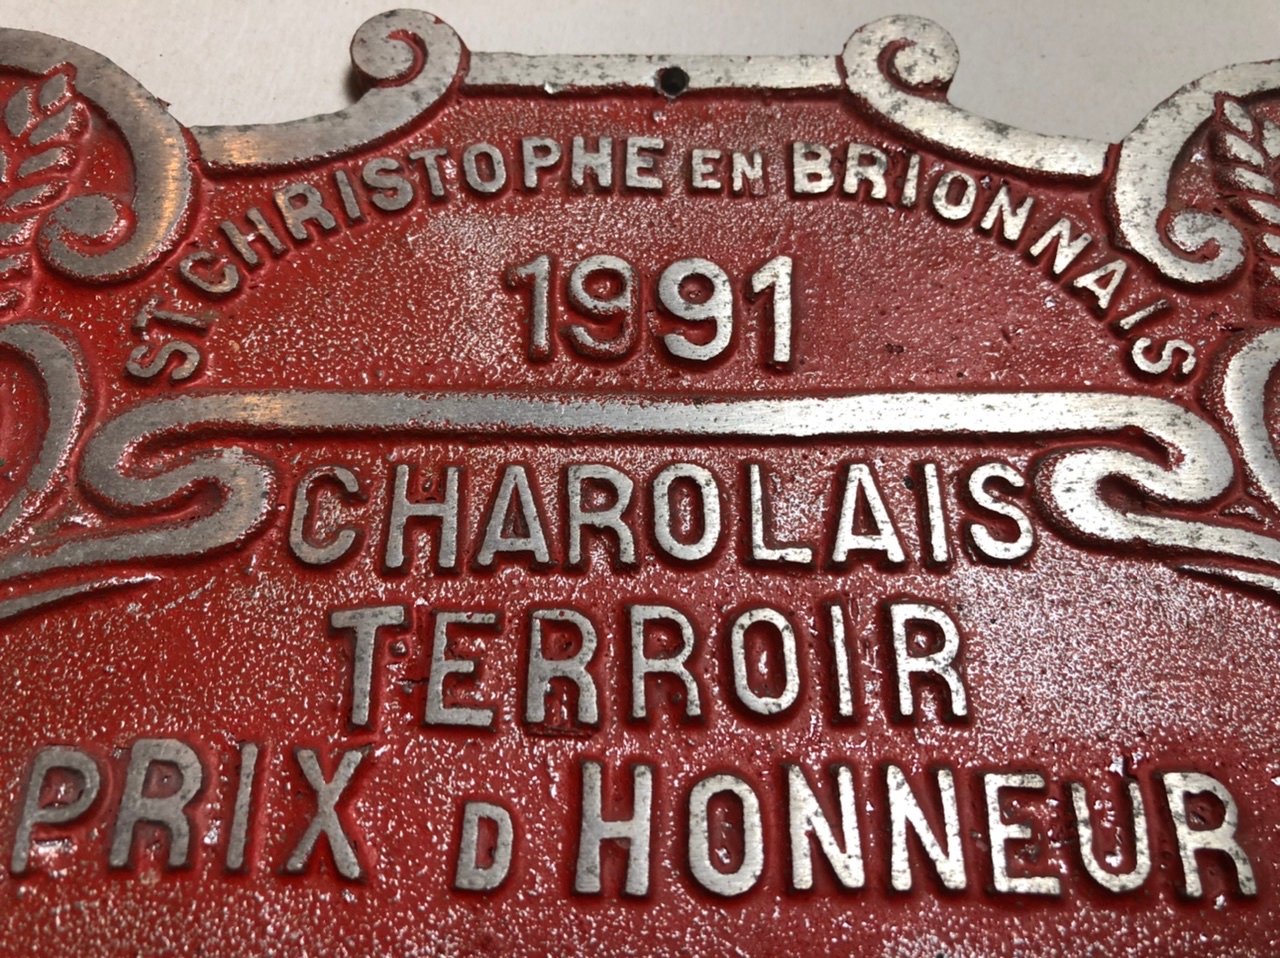 ST CHRISTOPHE EN BRIONNAIS
1991
CHAROLAIS
TERROIR
PRIX D HONNEUR